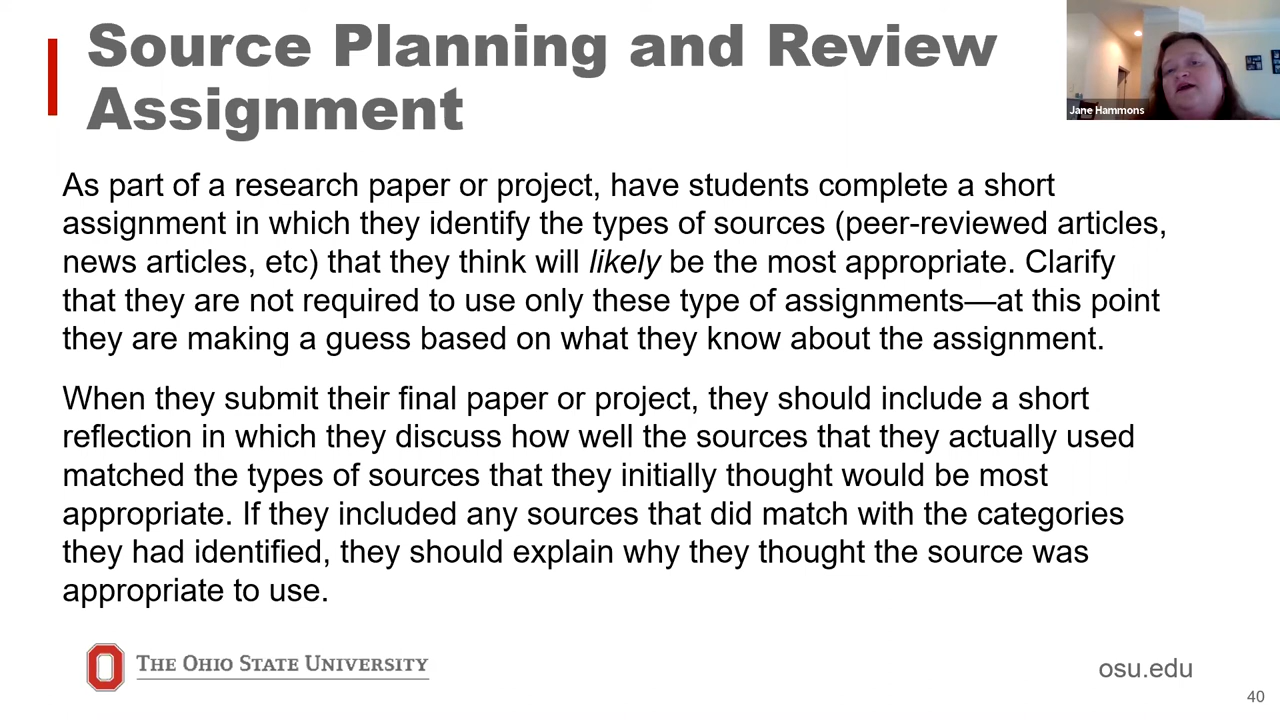 Source Planning and Review
Assignment
Jane Hammons
As part of a research paper or project, have students complete a short
assignment in which they identify the types of sources (peer-reviewed articles,
news articles, etc) that they think will likely be the most appropriate. Clarify
that they are not required to use only these type of assignments—at this point
they are making a guess based on what they know about the assignment.
When they submit their final paper or project, they should include a short
reflection in which they discuss how well the sources that they actually used
matched the types of sources that they initially thought would be most
appropriate. If they included any sources that did match with the categories
they had identified, they should explain why they thought the source was
appropriate to use.
THE OHIO STATE UNIVERSITY
osu.edu
40